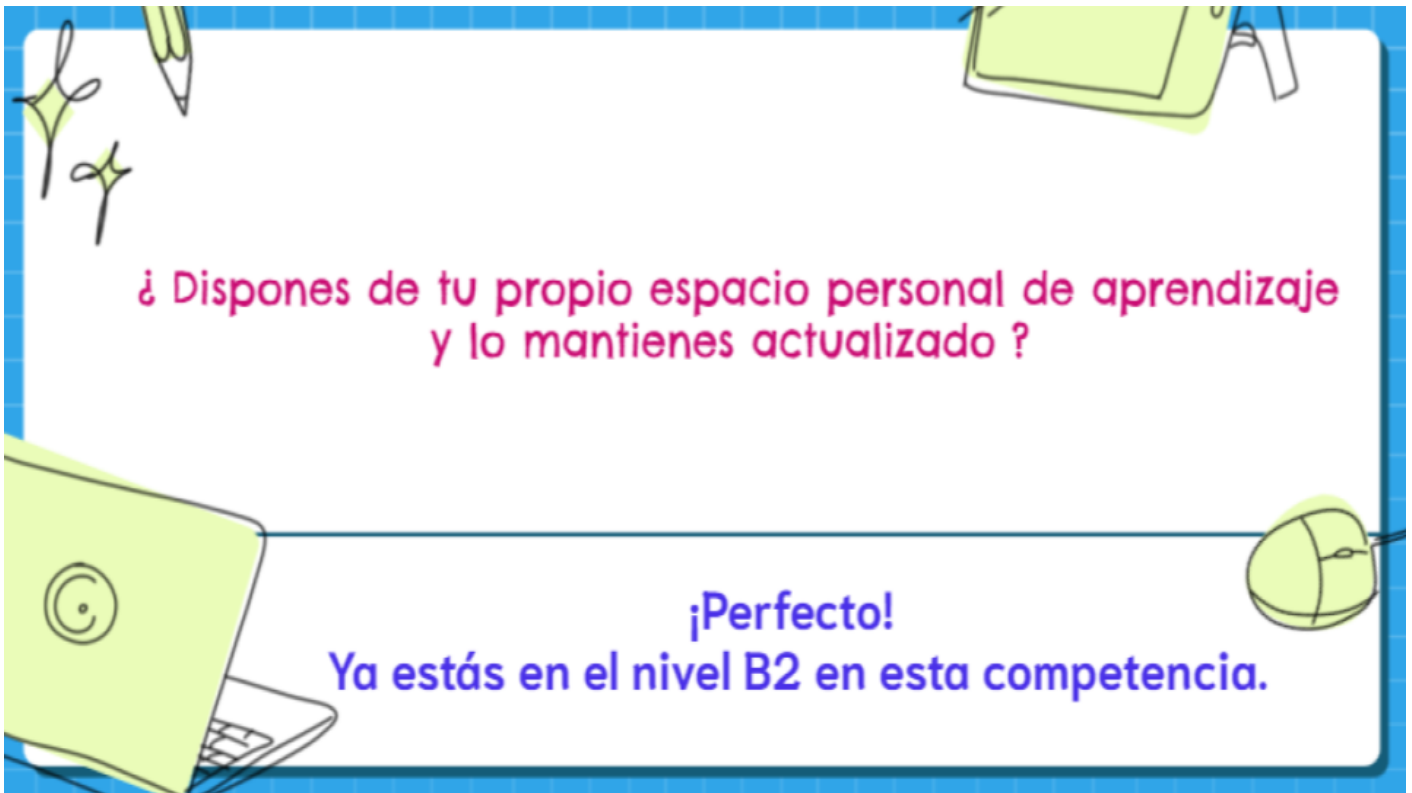 ¿ Dispones de tu propio espacio personal de aprendizaje
y lo mantienes actualizado ?
¡Perfecto!
Ya estás en el nivel B2 en esta competencia.